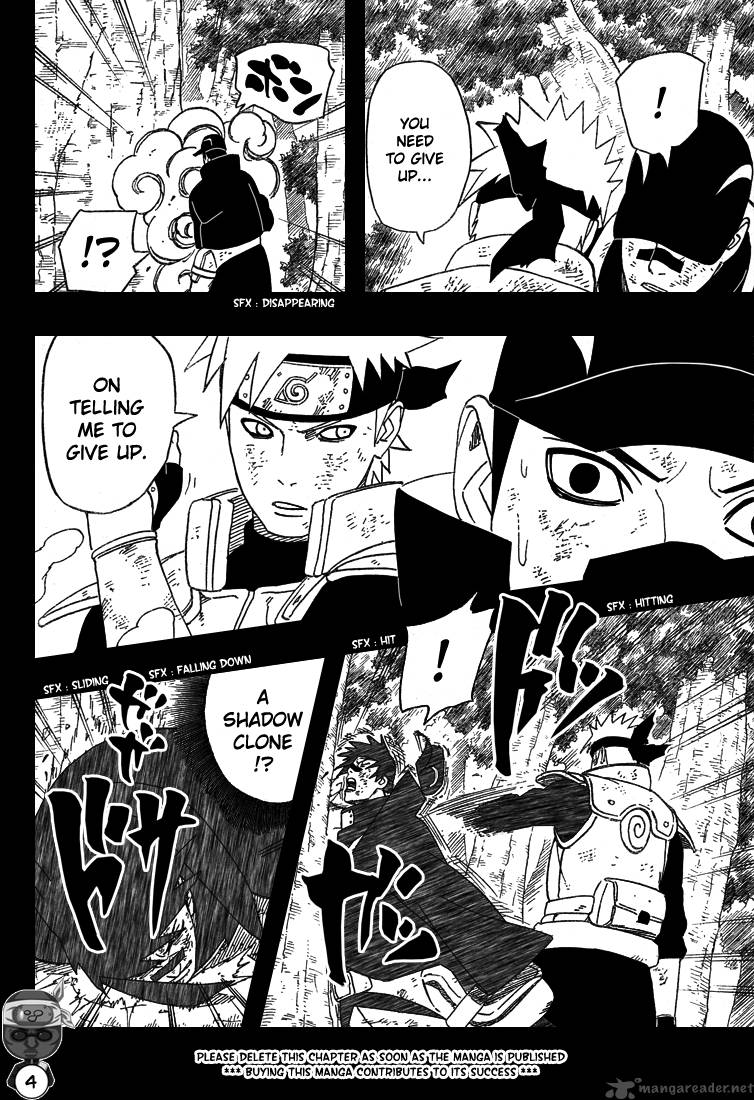 !
YOU
NEED
TO GIVE
UP...
ボン
!?
SFX : DISAPPEARING
ON
TELLING
ME TO
GIVE UP.
SFX : HITTING
SFX : HIT
!
ドッ
ガッ
SFX : FALLING DOWN
SFX : SLIDING
A
SHADOW
CLONE
!?
ザザ
ドサ
4
PLEASE DELETE THIS CHAPTER AS SOON AS THE MANGA IS PUBLISHED
*** BUYING THIS MANGA CONTRIBUTES TO ITS SUCCESS ***
mangareader.net